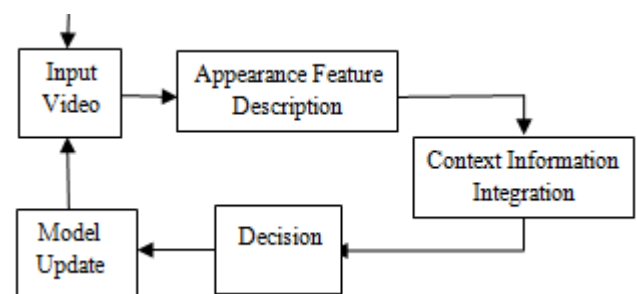 Input
Video
Appearance Feature
Description
Context Information
Integration
Decision
Model
Update